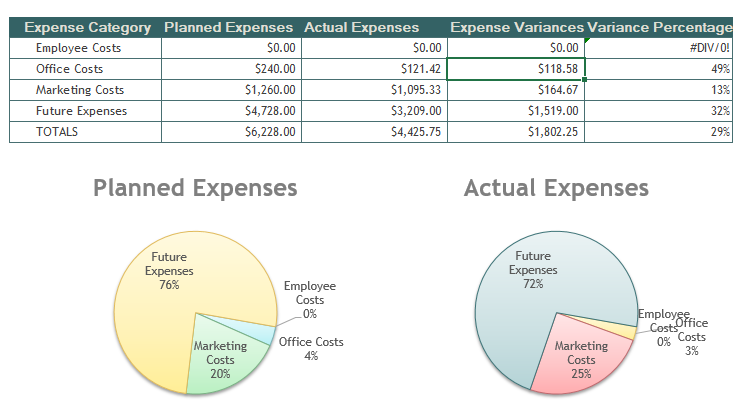 Expense Category Planned Expenses Actual Expenses Expense Variances Variance Percentage
Employee Costs $0.00 $0.00 $0.00 #DIV/0!
Office Costs $240.00 $121.42 $118.58 49%
Marketing Costs $1,260.00 $1,095.33 $164.67 13%
Future Expenses $4,728.00 $3,209.00 $1,519.00 32%
TOTALS $6,228.00 $4,425.75 $1,802.25 29%
Planned Expenses
Future
Expenses
76%
Employee
Costs
0%
Office Costs
4%
Marketing
Costs
20%
Actual Expenses
Future
Expenses
72%
Employee
Costs
0%
Office
Costs
3%
Marketing
Costs
25%